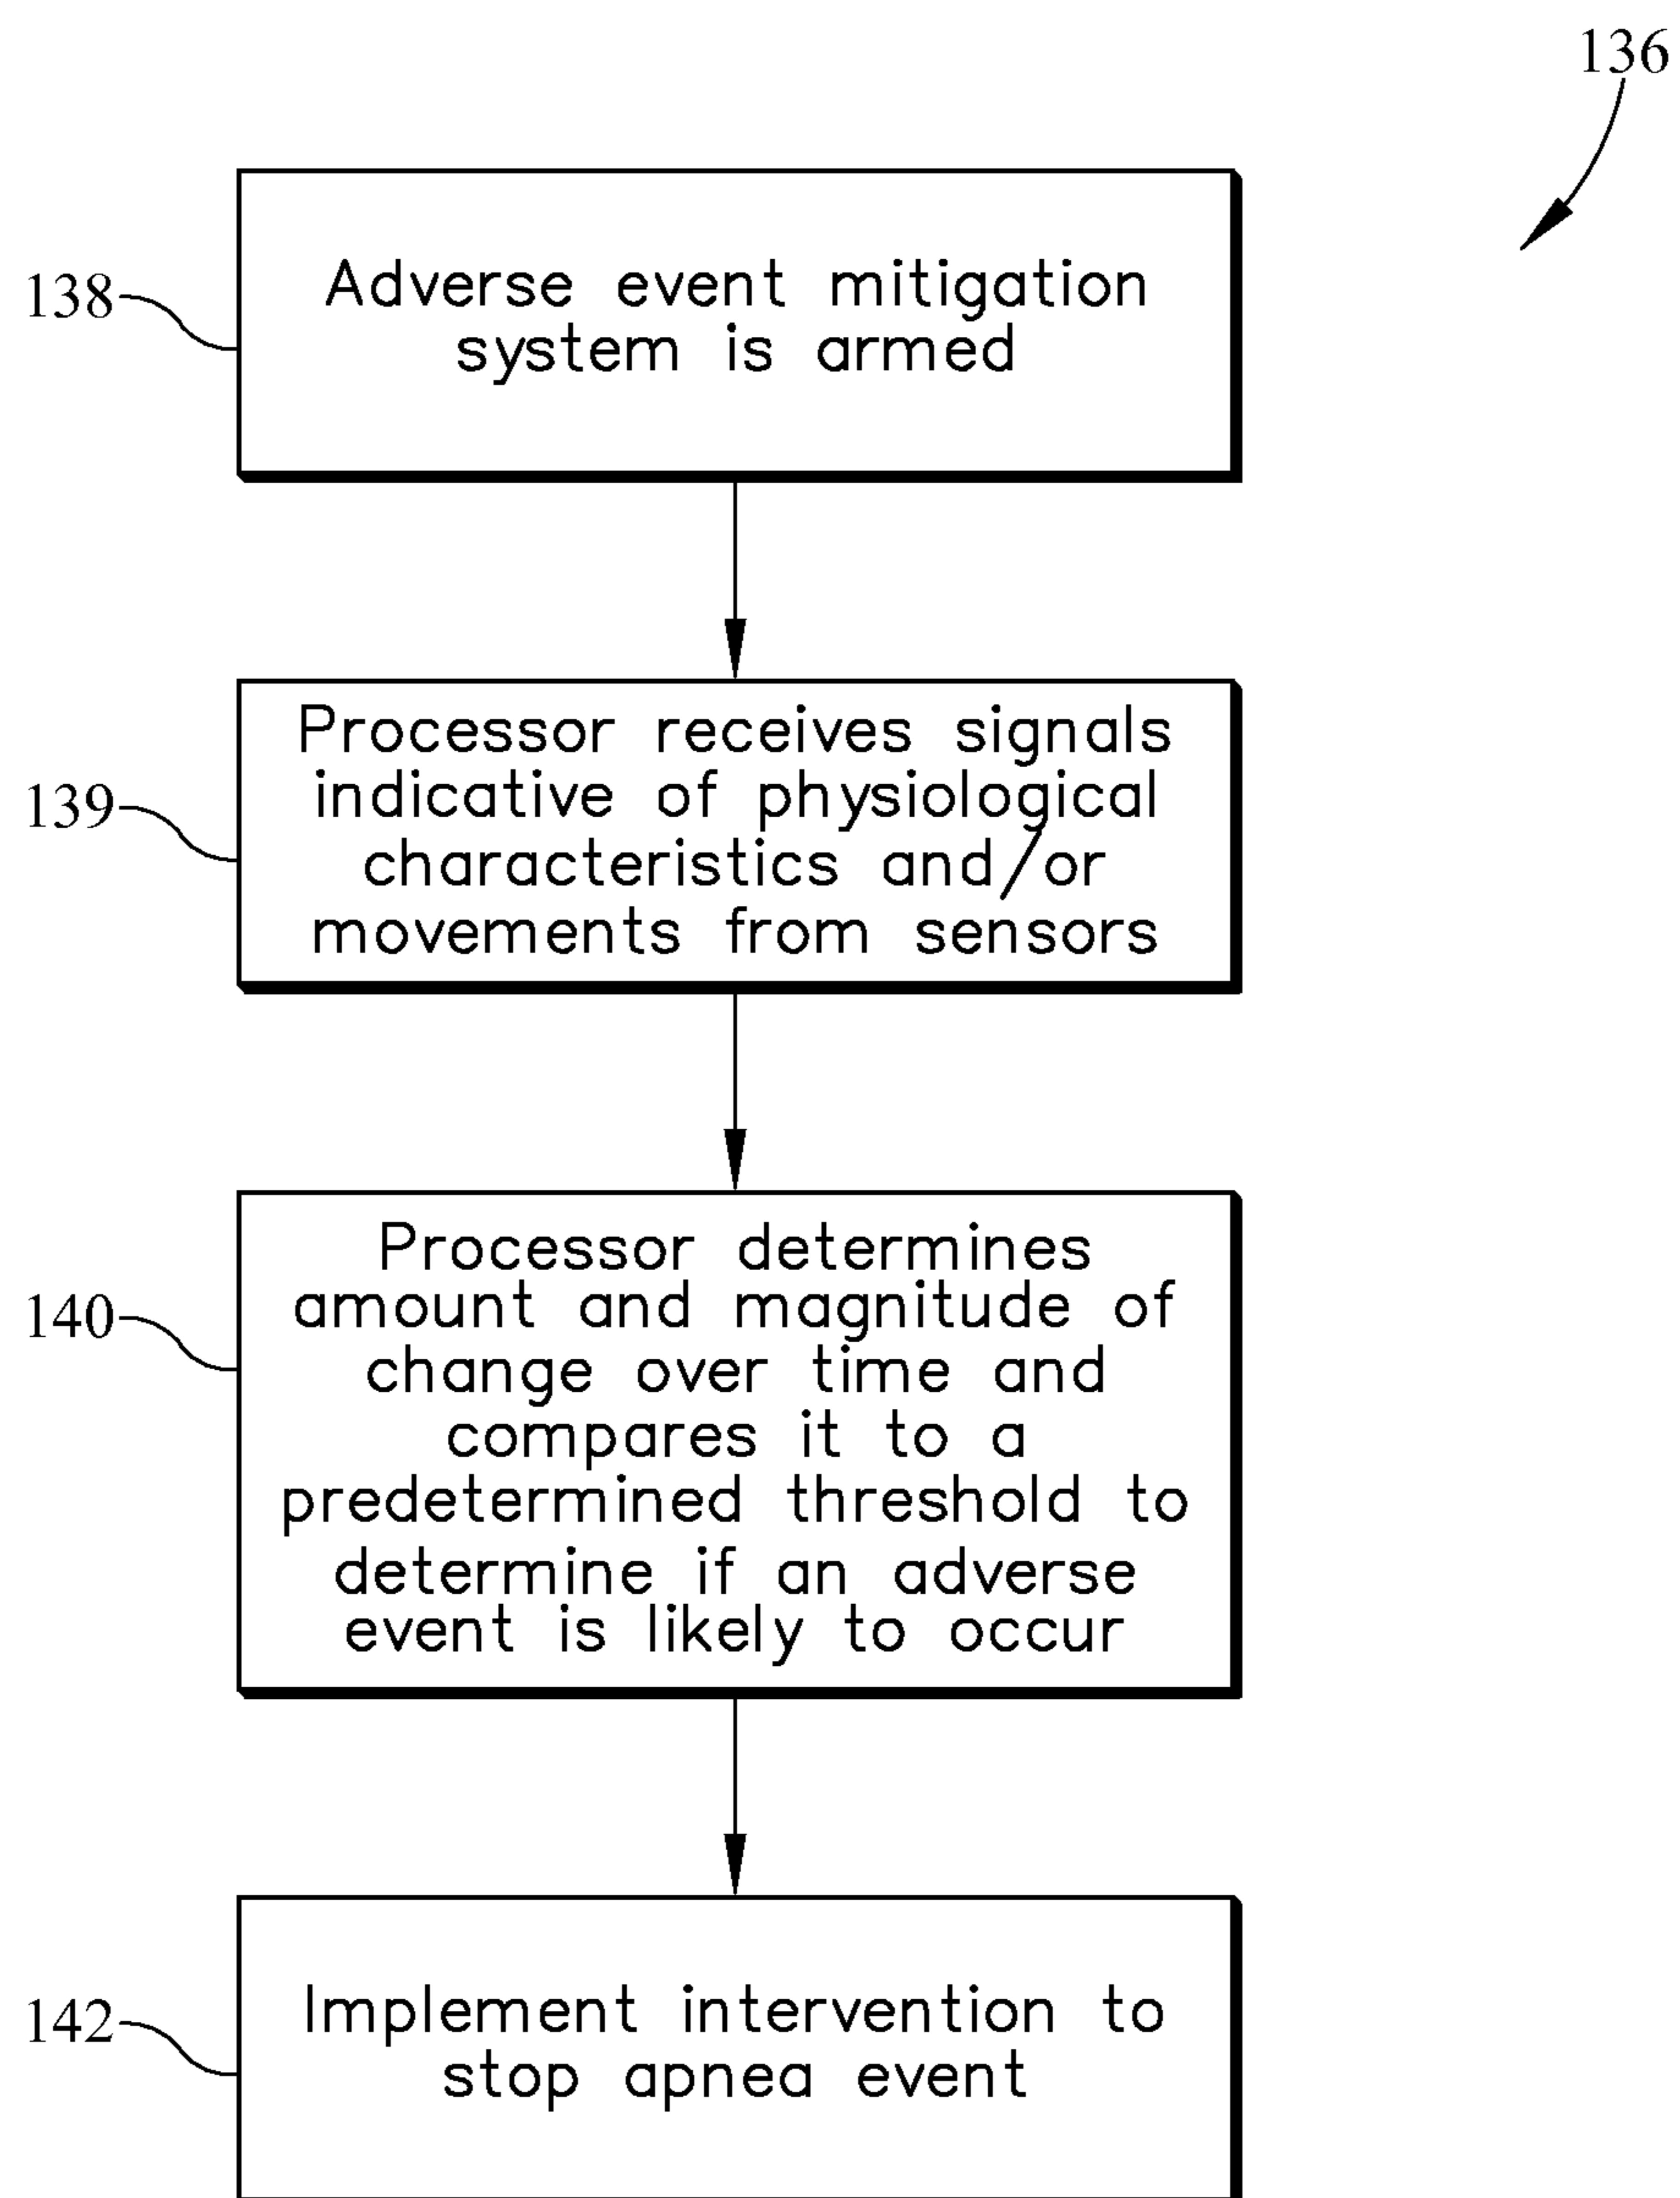 136
138
Adverse event mitigation
system is armed
139
Processor receives signals
indicative of physiological
characteristics and/or
movements from sensors
140
Processor determines
amount and magnitude of
change over time and
compares it to a
predetermined threshold to
determine if an adverse
event is likely to occur
142
Implement intervention to
stop apnea event